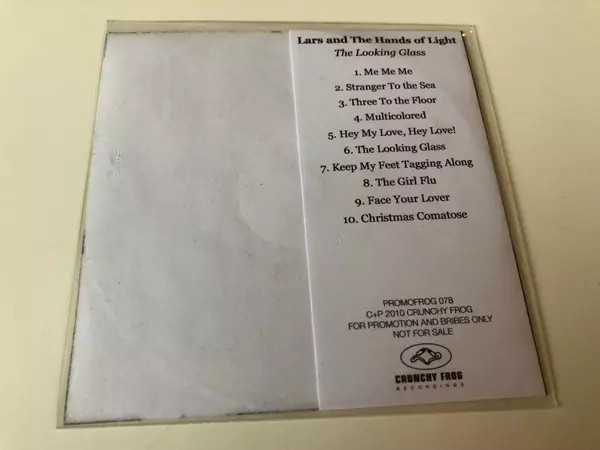 Lars and The Hands of Light
The Looking Glass
1. Me Me Me
2. Stranger To the Sea
3. Three To the Floor
4. Multicolored
5. Hey My Love, Hey Love!
6. The Looking Glass
7. Keep My Feet Tagging Along
8. The Girl Flu
9. Face Your Lover
10. Christmas Comatose
PROMOFROG 078
C+P 2010 CRUNCHY FROG
FOR PROMOTION AND BRIBES ONLY
NOT FOR SALE
CRUNCHY FROG
RECORDINGS